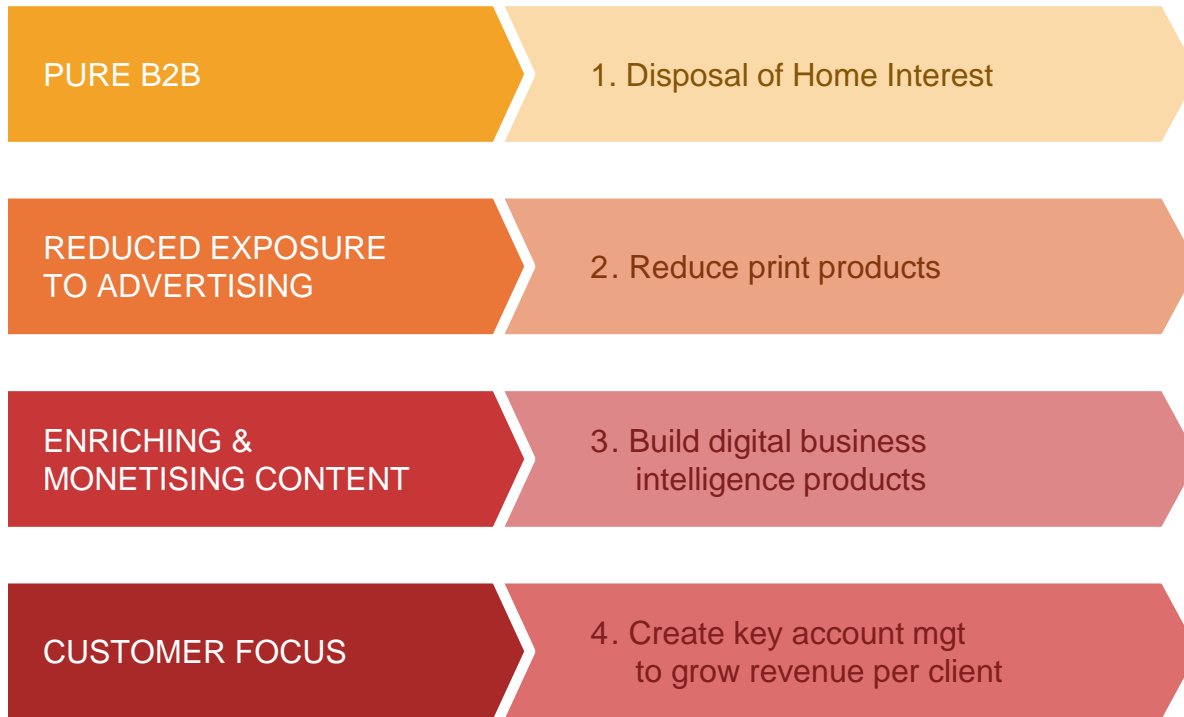 PURE B2B
1. Disposal of Home Interest
REDUCED EXPOSURE
TO ADVERTISING
2. Reduce print products
ENRICHING &
MONETISING CONTENT
3. Build digital business
intelligence products
CUSTOMER FOCUS
4. Create key account mgt
to grow revenue per client